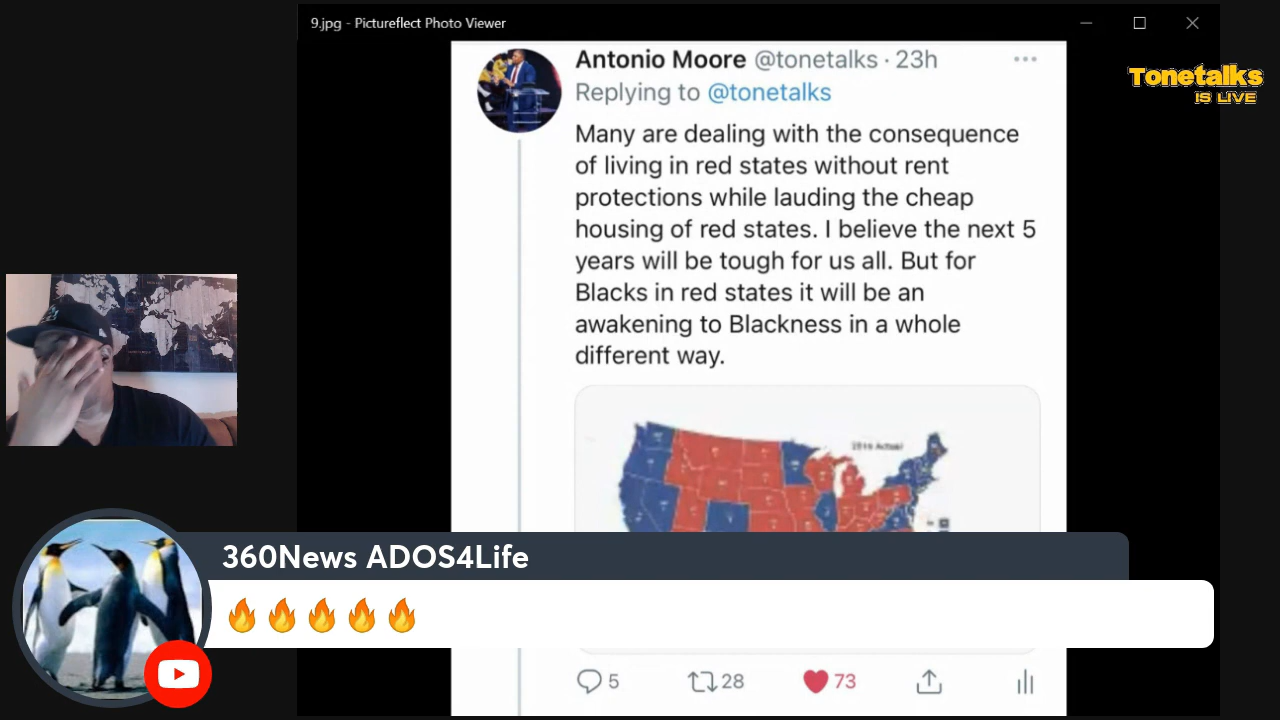 9.jpg - Pictureflect Photo Viewer
Antonio Moore @tonetalks · 23h
Replying to @tonetalks
Many are dealing with the consequence
of living in red states without rent
protections while lauding the cheap
housing of red states. I believe the next 5
years will be tough for us all. But for
Blacks in red states it will be an
awakening to Blackness in a whole
different way.
2016 Actual
5 28 73
Tonetalks
IS LIVE
360News ADOS4Life
🔥🔥🔥🔥🔥